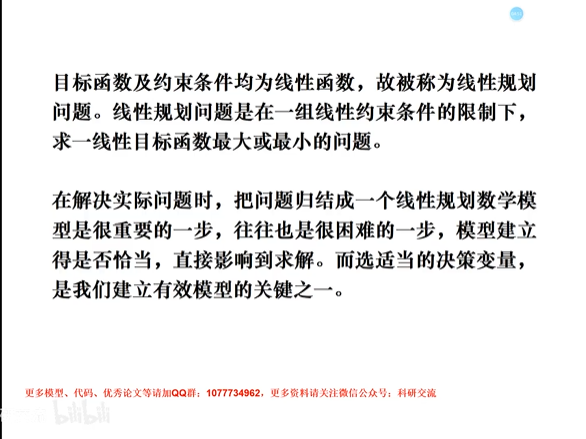 目标函数及约束条件均为线性函数，故被称为线性规划
问题。线性规划问题是在一组线性约束条件的限制下，
求一线性目标函数最大或最小的问题。
在解决实际问题时，把问题归结成一个线性规划数学模
型是很重要的一步，往往也是很困难的一步，模型建立
得是否恰当，直接影响到求解。而选适当的决策变量，
是我们建立有效模型的关键之一。
更多模型、代码、优秀论文等请加QQ群：1077734962，更多资料请关注微信公众号：科研交流
bilibili